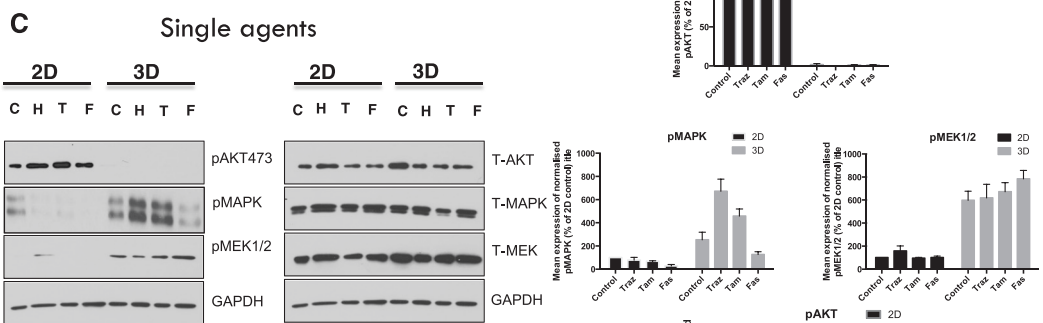 C
Single agents
2D 3D
C H T F C H T F
pAKT473
pMAPK
pMEK1/2
GAPDH
2D 3D
C H T F C H T F
T-AKT
T-MAPK
T-MEK
GAPDH
Mean expression o
pAKT (% of 2
50
0
Control Traz Tam Fas Control Traz Tam Fas
pMAPK 2D
3D
Mean expression of normalised
pMAPK (% of 2D control) itle
1000
800
600
400
200
0
Control Traz Tam Fas Control Traz Tam Fas
pMEK1/2 2D
3D
Mean expression of normalised
pMEK1/2 (% of 2D control) itle
1000
800
600
400
200
0
Control Traz Tam Fas Control Traz Tam Fas
pAKT 2D